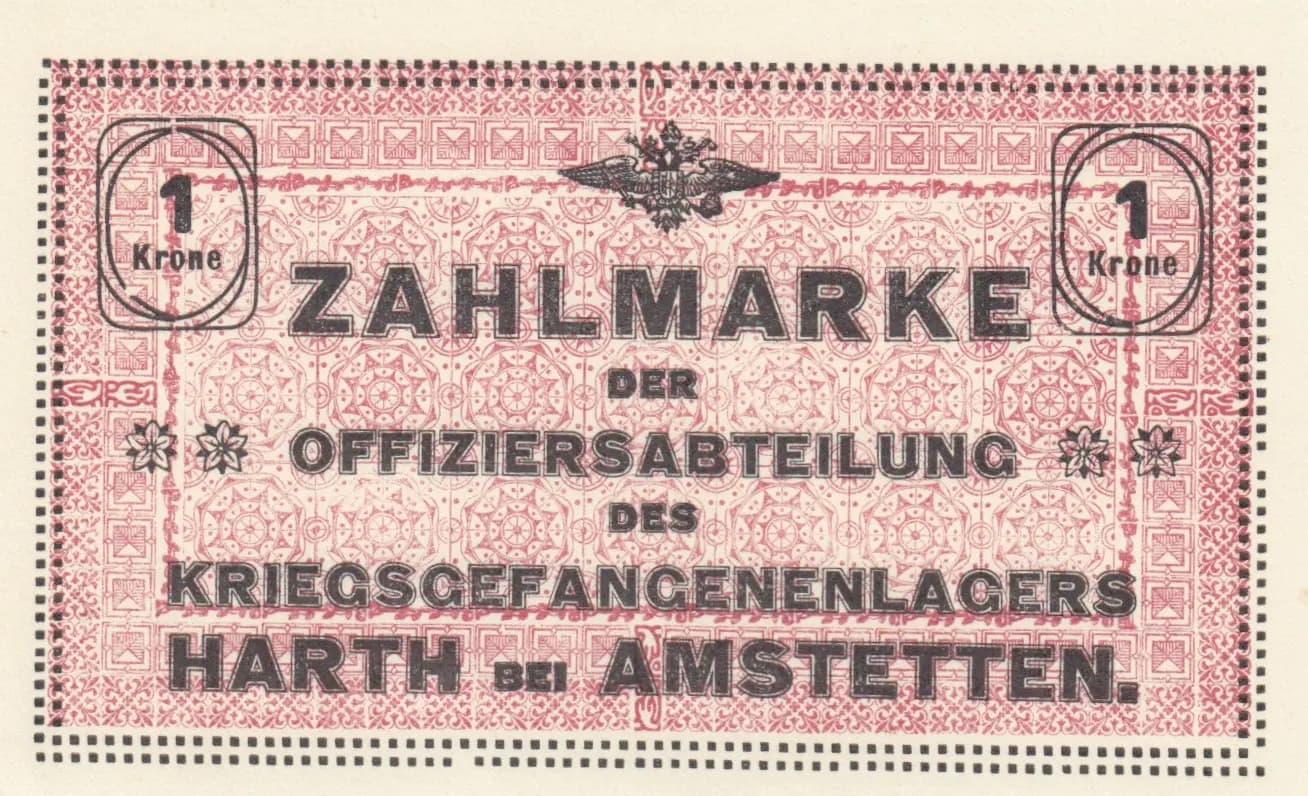 1
Krone
1
Krone
ZAHLMARKE
DER
OFFIZIERSABTEILUNG
DES
KRIEGSGEFANGENENLAGERS
HARTH BEI AMSTETTEN.